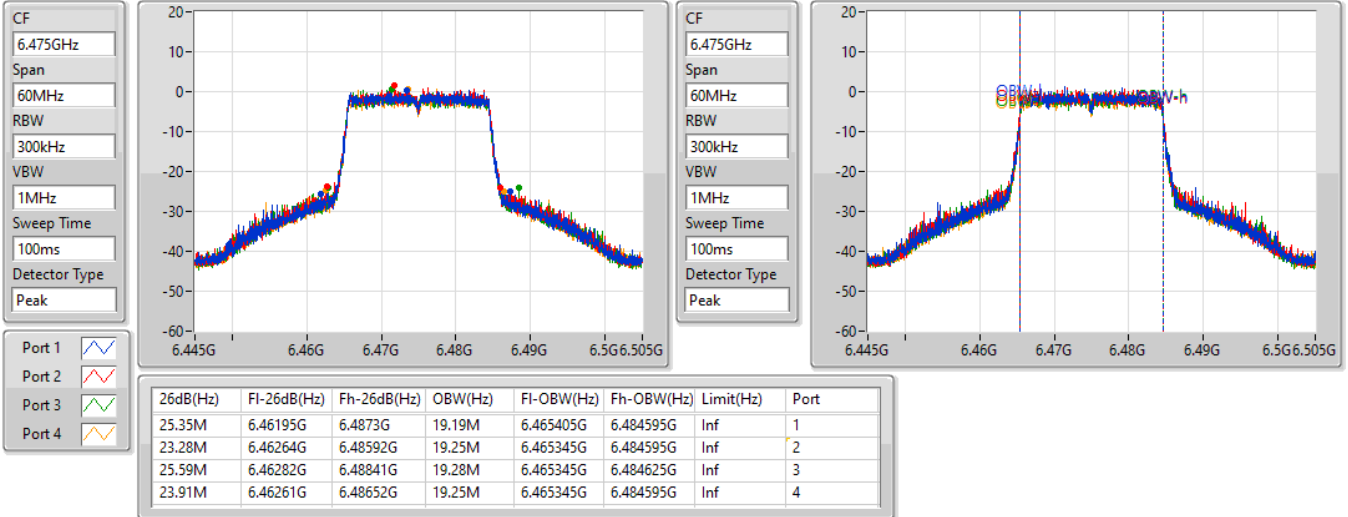 CF
6.475GHz
Span
60MHz
RBW
300kHz
VBW
1MHz
Sweep Time
100ms
Detector Type
Peak
20
10
0
-10
-20
-30
-40
-50
-60
6.445G 6.46G 6.47G 6.48G 6.49G 6.5G 6.505G
CF
6.475GHz
Span
60MHz
RBW
300kHz
VBW
1MHz
Sweep Time
100ms
Detector Type
Peak
20
10
0
-10
-20
-30
-40
-50
-60
OBW-h
6.445G 6.46G 6.47G 6.48G 6.49G 6.5G 6.505G
Port 1
Port 2
Port 3
Port 4
26dB(Hz) Fl-26dB(Hz) Fh-26dB(Hz) OBW(Hz) Fl-OBW(Hz) Fh-OBW(Hz) Limit(Hz) Port
25.35M 6.46195G 6.4873G 19.19M 6.465405G 6.484595G Inf 1
23.28M 6.46264G 6.48592G 19.25M 6.465345G 6.484595G Inf 2
25.59M 6.46282G 6.48841G 19.28M 6.465345G 6.484625G Inf 3
23.91M 6.46261G 6.48652G 19.25M 6.465345G 6.484595G Inf 4